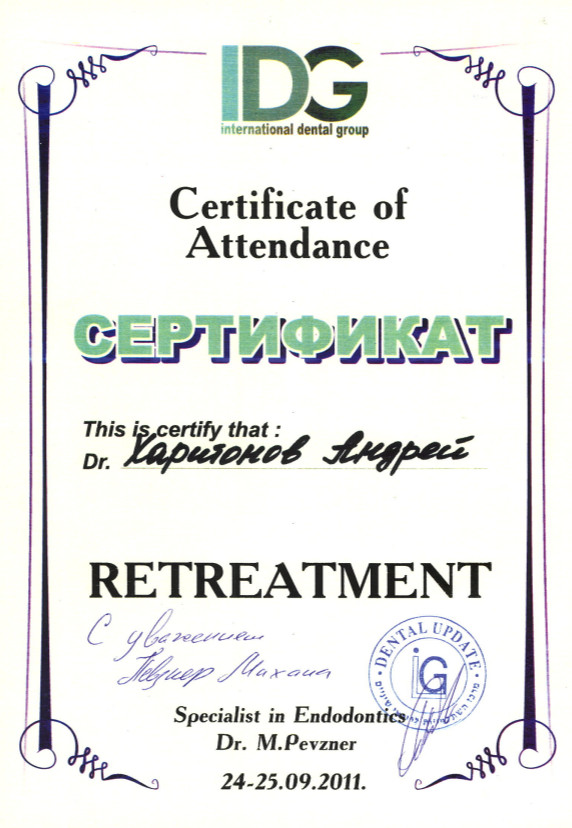 IDG
international dental group
Certificate of
Attendance
СЕРТИФИКАТ
This is certify that :
Dr. Харитонов Андрей
RETREATMENT
С уважением
Певзнер Михаил
DENTAL UPDATE
IDG
Specialist in Endodontics
Dr. M.Pevzner
24-25.09.2011.